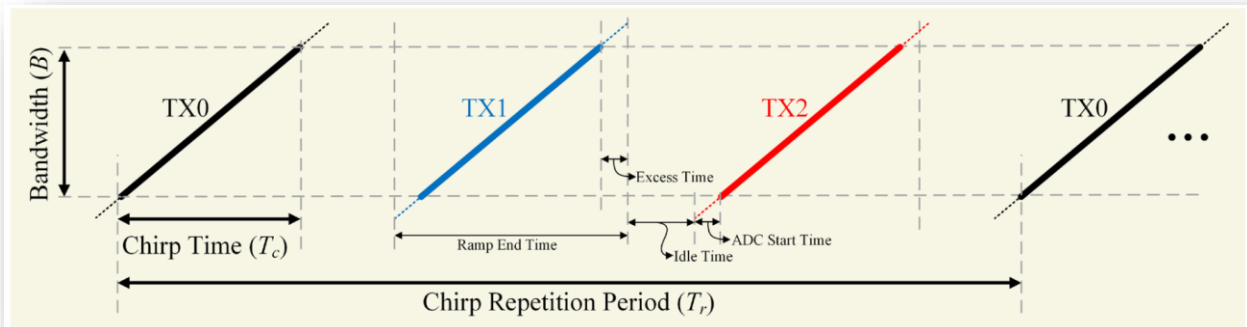 Bandwidth (B)
TX0
TX1
TX2
TX0
Excess Time
Chirp Time (Tc)
Ramp End Time
ADC Start Time
Idle Time
Chirp Repetition Period (Tr)